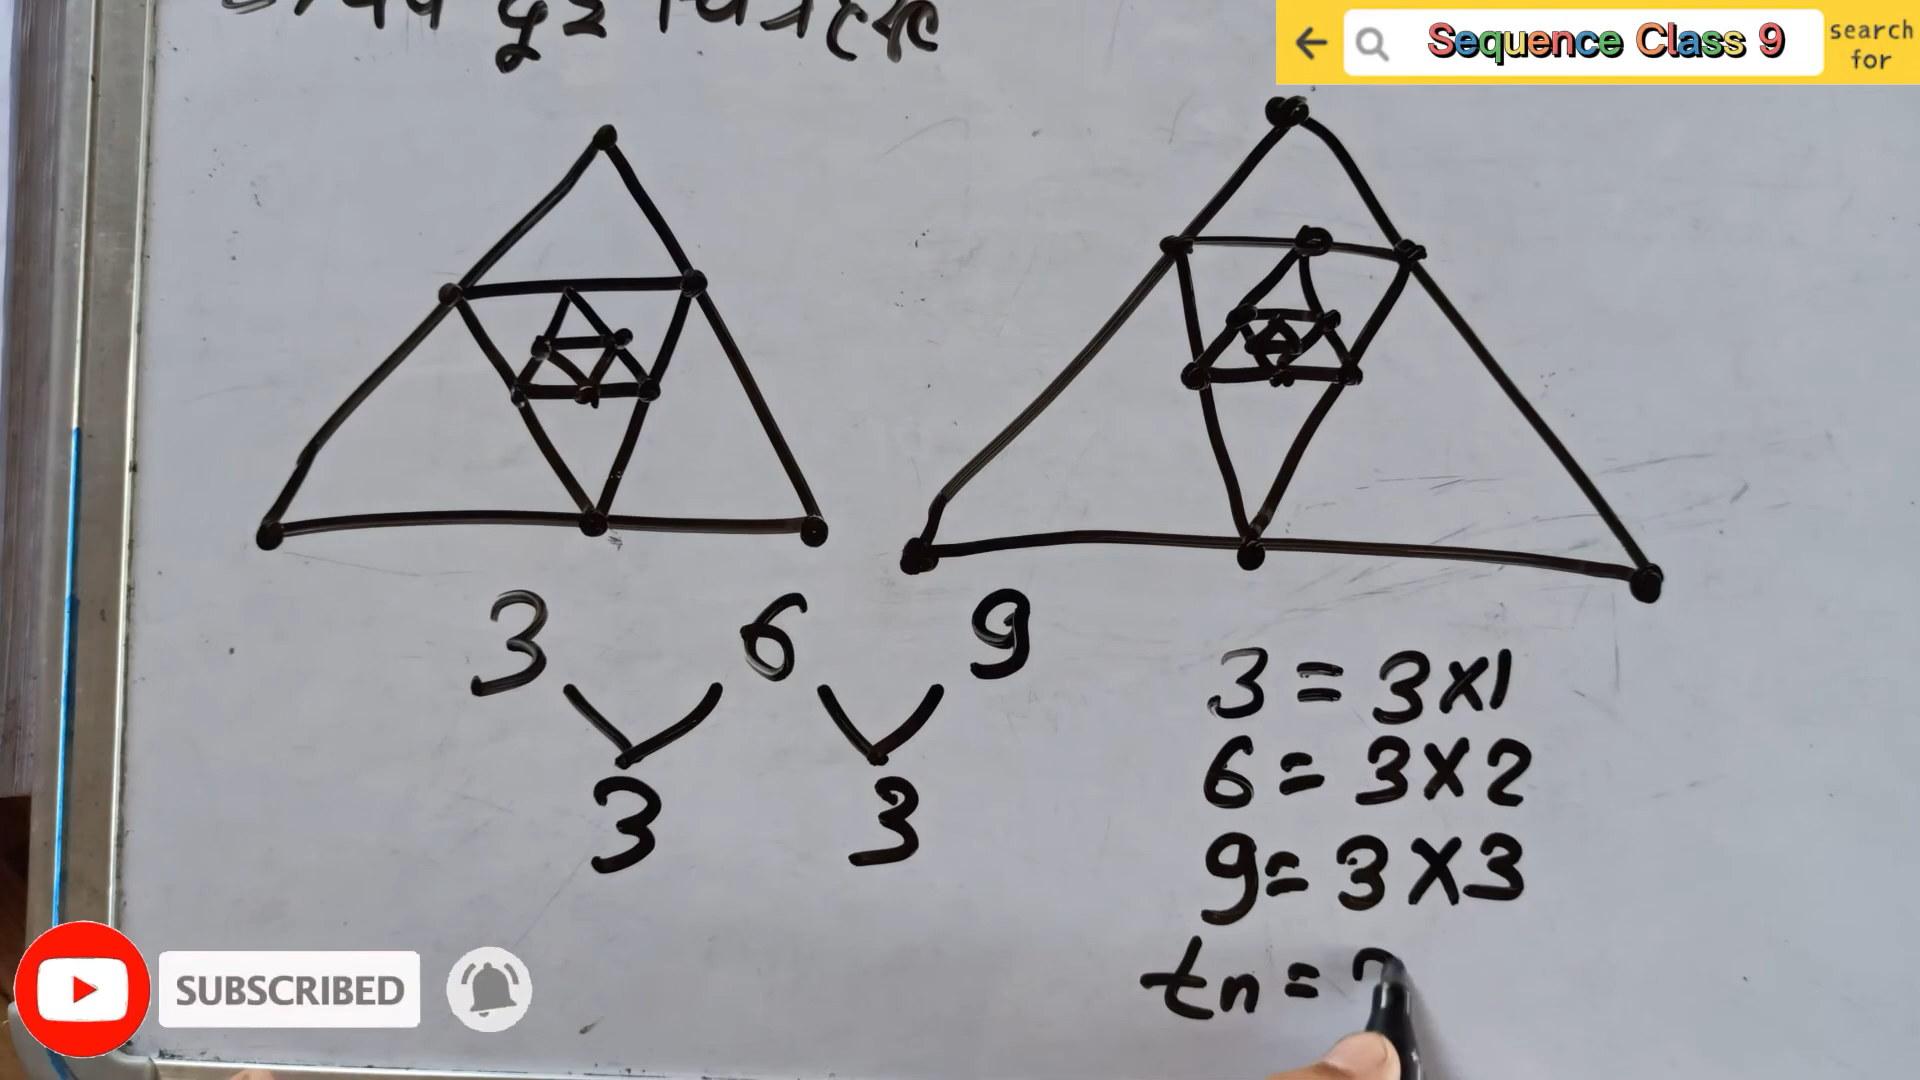 Sequence Class 9
search for
3 6 9
3 3
3 = 3×1
6 = 3×2
9 = 3×3
tn =
SUBSCRIBED